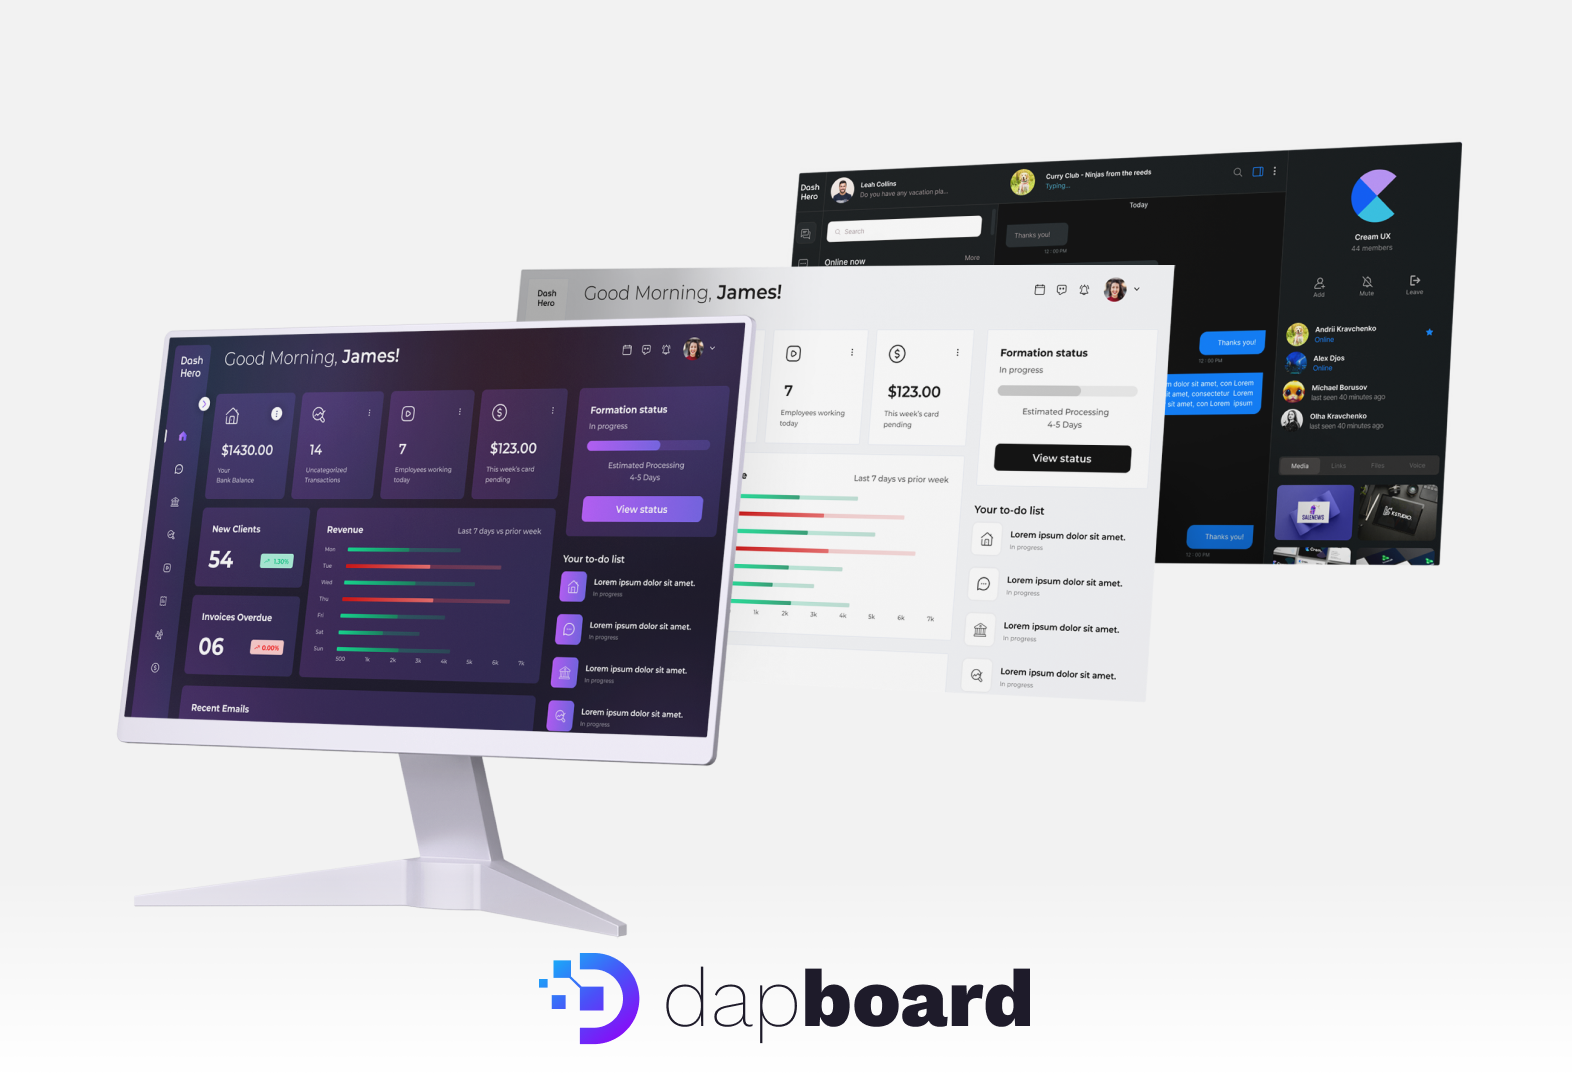 Dash
Hero
Good Morning, James!
$1430.00
Your
Bank Balance
14
Uncategorized
Transactions
7
Employees working
today
$123.00
This week's card
pending
Formation status
In progress
Estimated Processing
4-5 Days
View status
New Clients
54
1.30%
Invoices Overdue
06
0.00%
Revenue
Last 7 days vs prior week
Mon
Tue
Wed
Thu
Fri
Sat
Sun
500 1k 2k 3k 4k 5k 6k 7k
Your to-do list
Lorem ipsum dolor sit amet.
In progress
Lorem ipsum dolor sit amet.
In progress
Lorem ipsum dolor sit amet.
In progress
Lorem ipsum dolor sit amet.
In progress
Recent Emails
Dash
Hero
Good Morning, James!
7
Employees working
today
$123.00
This week's card
pending
Formation status
In progress
Estimated Processing
4-5 Days
View status
Last 7 days vs prior week
1k 2k 3k 4k 5k 6k 7k
Your to-do list
Lorem ipsum dolor sit amet.
In progress
Lorem ipsum dolor sit amet.
In progress
Lorem ipsum dolor sit amet.
In progress
Lorem ipsum dolor sit amet.
In progress
Dash
Hero
Leah Collins
Do you have any vacation pla...
Search
Online now
More
Curry Club - Ninjas from the reeds
Typing...
Today
Thanks you!
12 : 00 PM
Thanks you!
12 : 00 PM
m dolor sit amet, con Lorem
it amet, consectetur Lorem
sit amet, con Lorem ipsum
Thanks you!
12 : 00 PM
Cream UX
44 members
Add
Mute
Leave
Andrii Kravchenko
Online
Alex Djos
Online
Michael Borusov
last seen 40 minutes ago
Olha Kravchenko
last seen 40 minutes ago
Media
Links
Files
Voice
DALENEWS
KSTUDIO.
dapboard